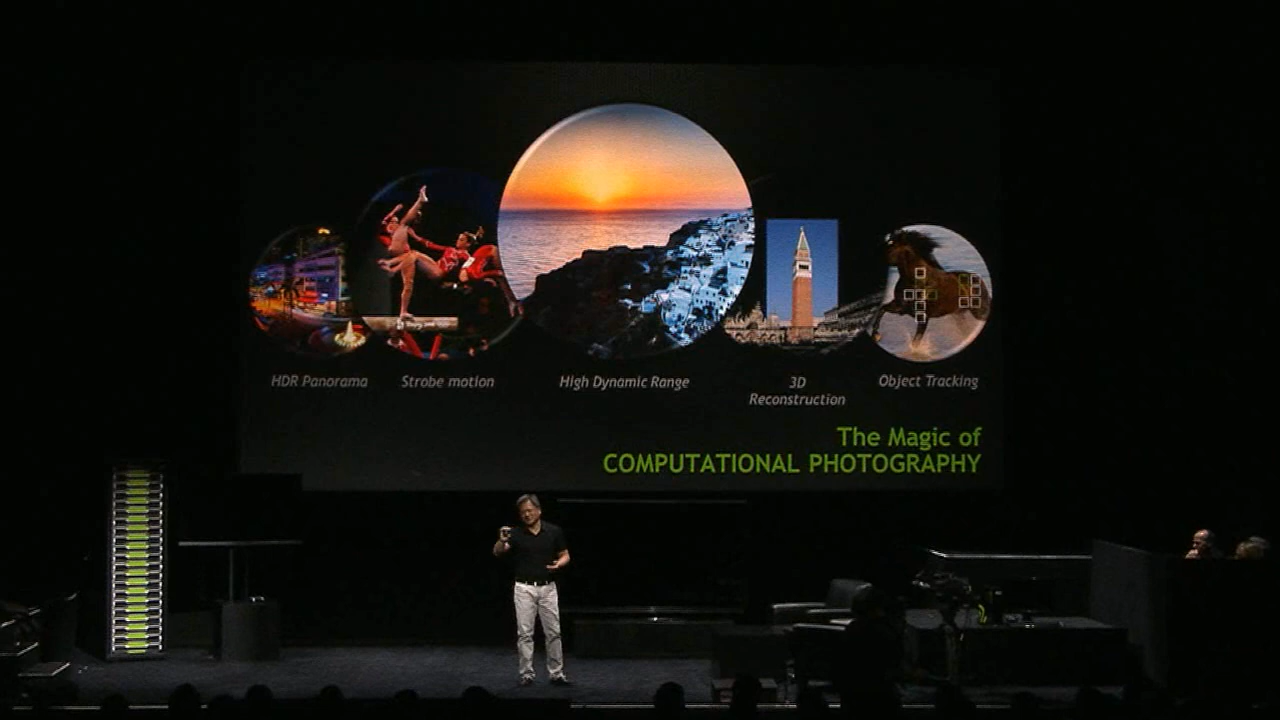 HDR Panorama
Strobe motion
High Dynamic Range
3D
Reconstruction
Object Tracking
The Magic of
COMPUTATIONAL PHOTOGRAPHY